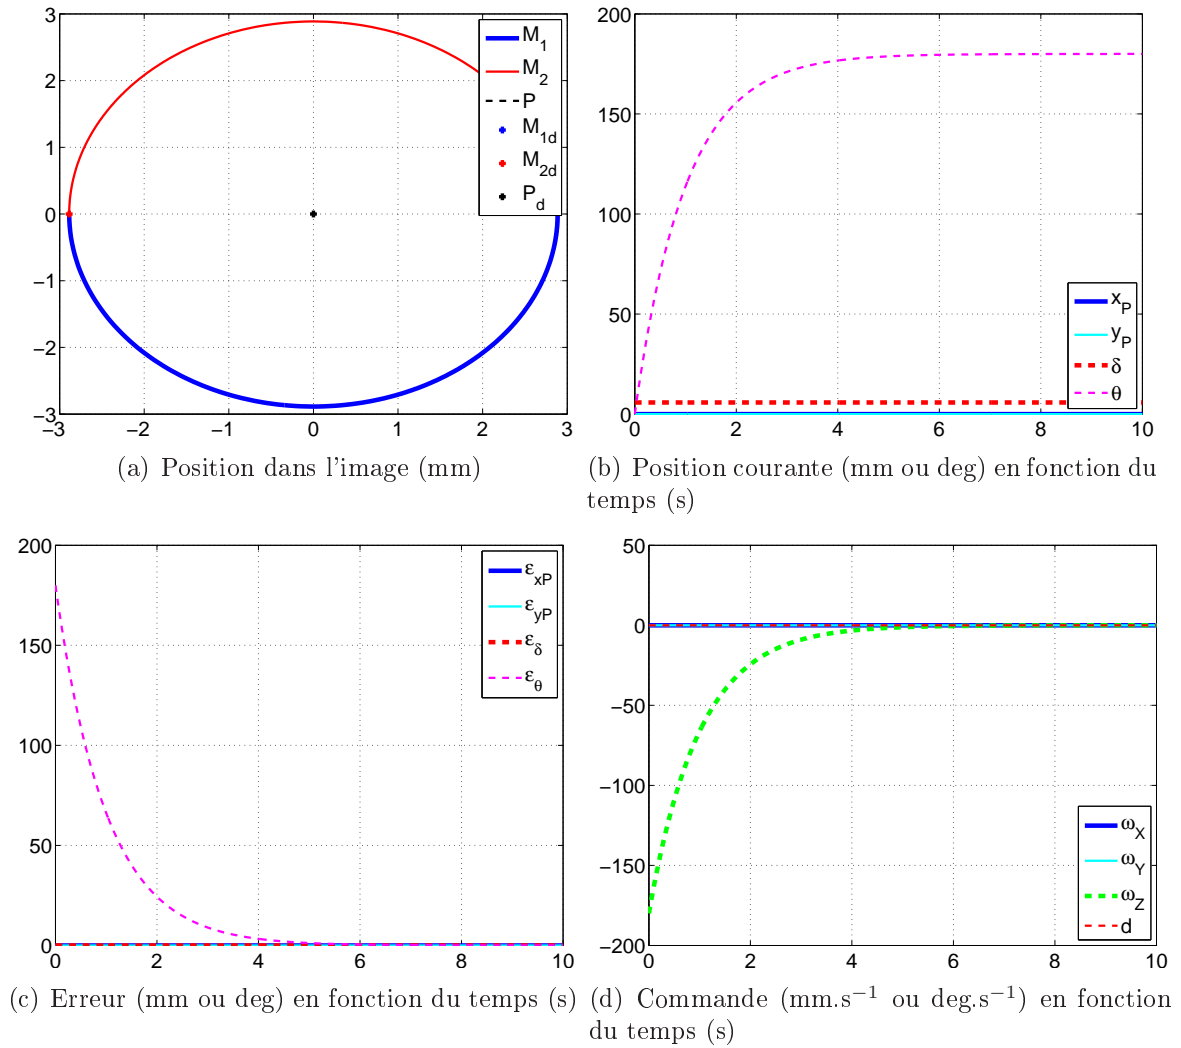 3
2
1
0
−1
−2
−3
−3
−2
−1
0
1
2
3
M1
M2
P
M1d
M2d
Pd
(a) Position dans l'image (mm)
200
150
100
50
0
0
2
4
6
8
10
xP
yP
δ
θ
(b) Position courante (mm ou deg) en fonction du
temps (s)
200
150
100
50
0
0
2
4
6
8
10
εxP
εyP
εδ
εθ
(c) Erreur (mm ou deg) en fonction du temps (s)
50
0
−50
−100
−150
−200
0
2
4
6
8
10
ωX
ωY
ωZ
d
(d) Commande (mm.s−1 ou deg.s−1) en fonction
du temps (s)